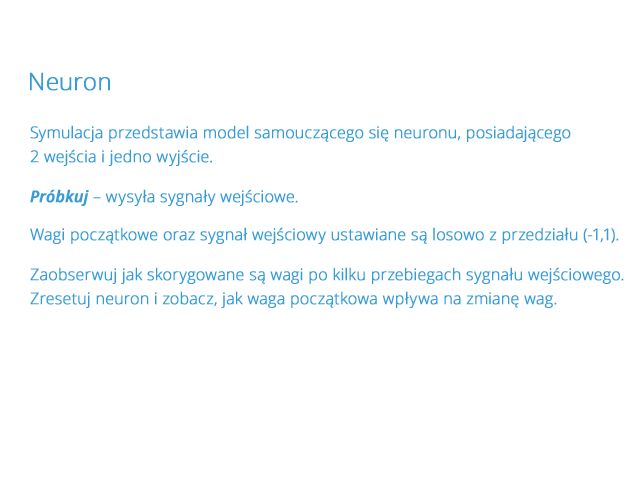 Neuron
Symulacja przedstawia model samouczącego się neuronu, posiadającego
2 wejścia i jedno wyjście.
Próbkuj – wysyła sygnały wejściowe.
Wagi początkowe oraz sygnał wejściowy ustawiane są losowo z przedziału (-1,1).
Zaobserwuj jak skorygowane są wagi po kilku przebiegach sygnału wejściowego.
Zresetuj neuron i zobacz, jak waga początkowa wpływa na zmianę wag.